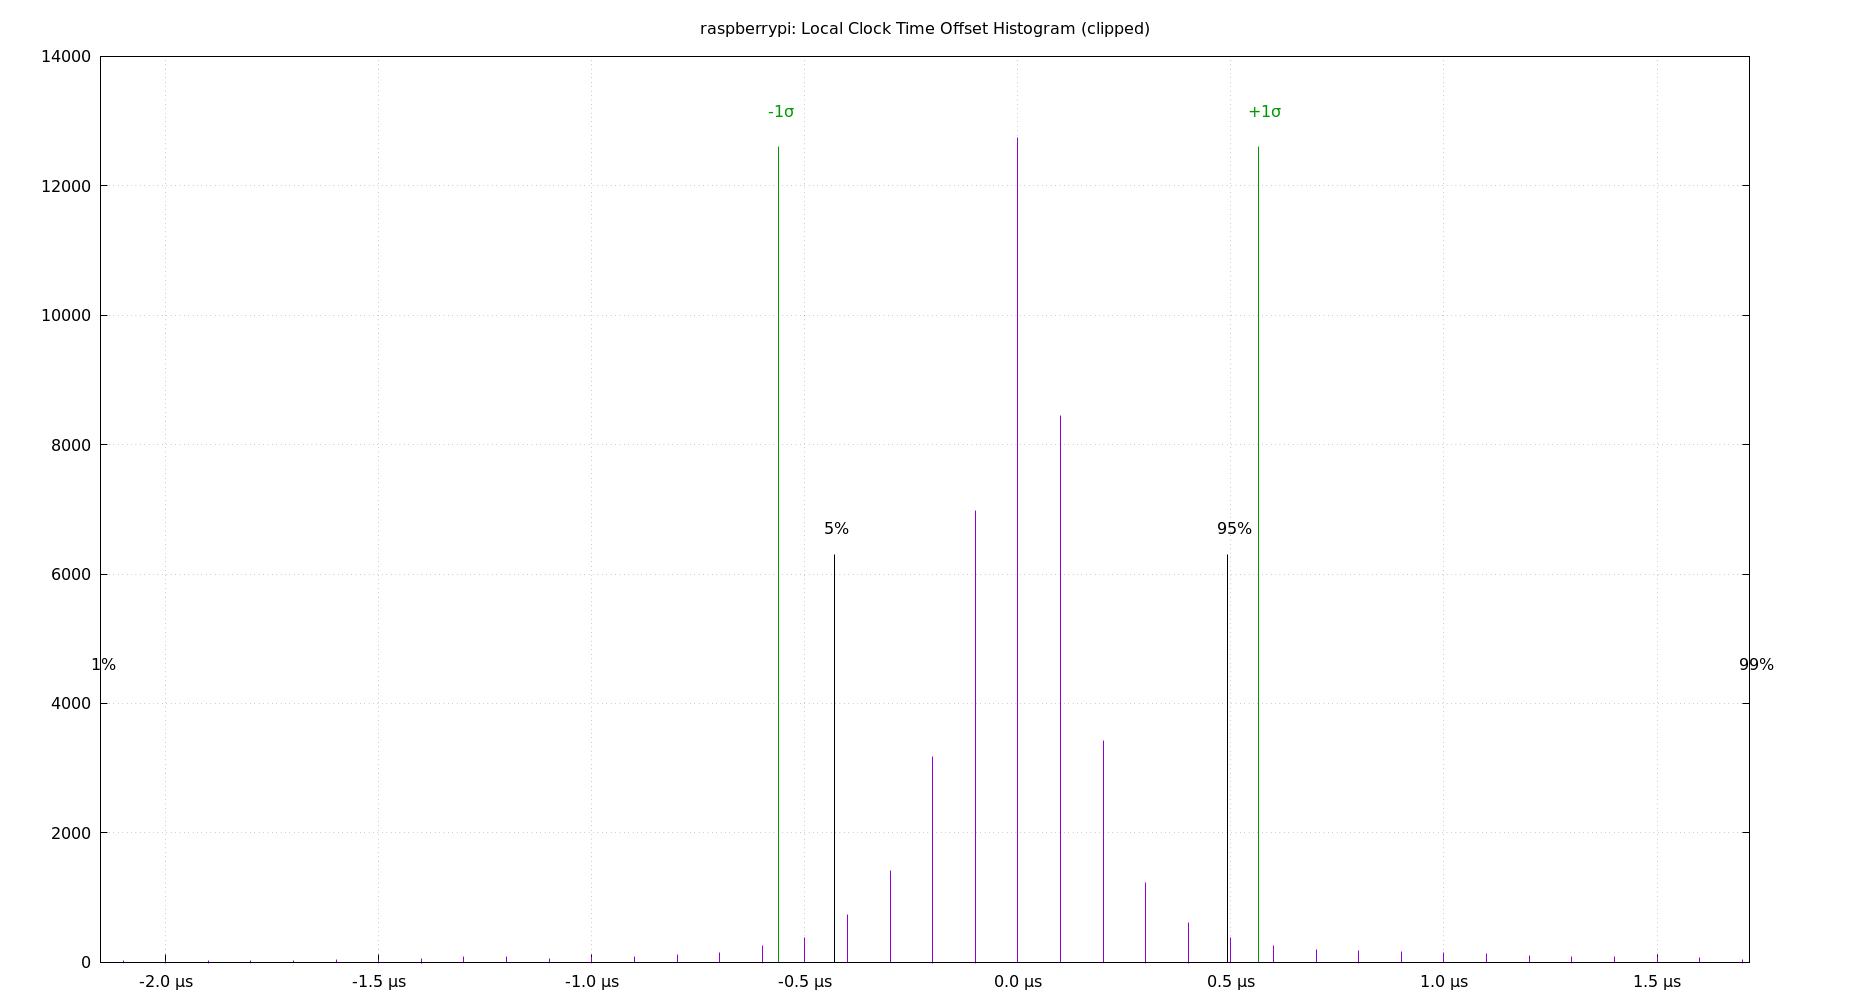 raspberrypi: Local Clock Time Offset Histogram (clipped)
14000
-1σ
+1σ
12000
10000
8000
5%
95%
6000
1%
99%
4000
2000
0
-2.0 µs
-1.5 µs
-1.0 µs
-0.5 µs
0.0 µs
0.5 µs
1.0 µs
1.5 µs